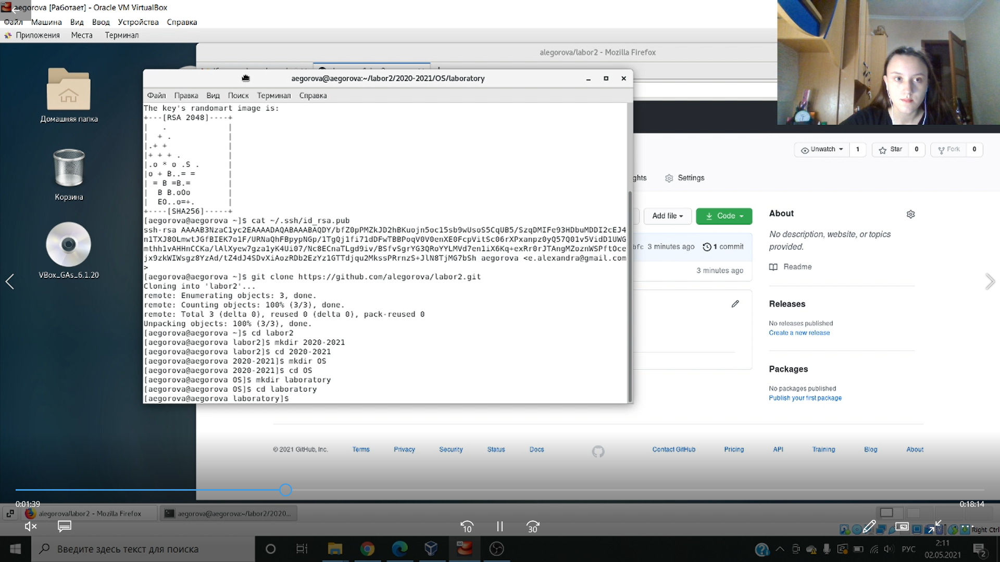 aegorova [Работает] - Oracle VM VirtualBox
Файл Машина Вид Ввод Устройства Справка
Приложения Места Терминал
alegorova/labor2 - Mozilla Firefox
Домашняя папка
Корзина
VBox_GAs_6.1.20
aegorova@aegorova:~/labor2/2020-2021/OS/laboratory
Файл Правка Вид Поиск Терминал Справка
The key's randomart image is:
+---[RSA 2048]----+
| . |
| + . |
|.+ + |
|+ + + . |
|.o * o .S . |
|o + B..= = |
| = B =B.= |
| B B.oOo |
| EO..o=+. |
+----[SHA256]-----+
[aegorova@aegorova ~]$ cat ~/.ssh/id_rsa.pub
ssh-rsa AAAAB3NzaC1yc2EAAAADAQABAAABAQDY/bfZ0pPMZkJD2hBKuojn5oc15sb9wUsoS5CqUB5/SzqDMIFe93HDbuMDDI2cEJ4
n1TXJ8OLmwtJGfBIEK7o1F/URNaQhFBpypNGp/1TgQj1fi71dDFwTBBPoqV0V0enXE0FcpVitSc06rXPxanpz0yQ57Q01v5VidD1UWG
mthh1vAHHnCCKa/lAlXyew7gza1yK4Ui07/Nc8ECnaTLgd9iv/BSfvSgrYG3QRoYYLMVd7en1iX6Kq+exRr0rJTAngMZoznWSPftOce
jx9zkWIWsgz8YzAd/tZ4dJ4SDvXiAozRDb2EzYz1GTTdjqu2MkssPRrnzS+JlN8TjMG7bSh aegorova <e.alexandra@gmail.com
>
[aegorova@aegorova ~]$ git clone https://github.com/alegorova/labor2.git
Cloning into 'labor2'...
remote: Enumerating objects: 3, done.
remote: Counting objects: 100% (3/3), done.
remote: Total 3 (delta 0), reused 0 (delta 0), pack-reused 0
Unpacking objects: 100% (3/3), done.
[aegorova@aegorova ~]$ cd labor2
[aegorova@aegorova labor2]$ mkdir 2020-2021
[aegorova@aegorova labor2]$ cd 2020-2021
[aegorova@aegorova 2020-2021]$ mkdir OS
[aegorova@aegorova 2020-2021]$ cd OS
[aegorova@aegorova OS]$ mkdir laboratory
[aegorova@aegorova OS]$ cd laboratory
[aegorova@aegorova laboratory]$
Unwatch 1 Star 0 Fork 0
ghts Settings
Add file Code
bfc 3 minutes ago 1 commit
3 minutes ago
About
No description, website, or topics
provided.
Readme
Releases
No releases published
Create a new release
Packages
No packages published
Publish your first package
© 2021 GitHub, Inc. Terms Privacy Security Status Docs Contact GitHub Pricing API Training Blog About
0:01:39 0:18:14
alegorova/labor2 - Mozilla Firefox aegorova@aegorova:~/labor2/2020...
10 30
Right Ctrl
Введите здесь текст для поиска
РУС
2:11
02.05.2021
2